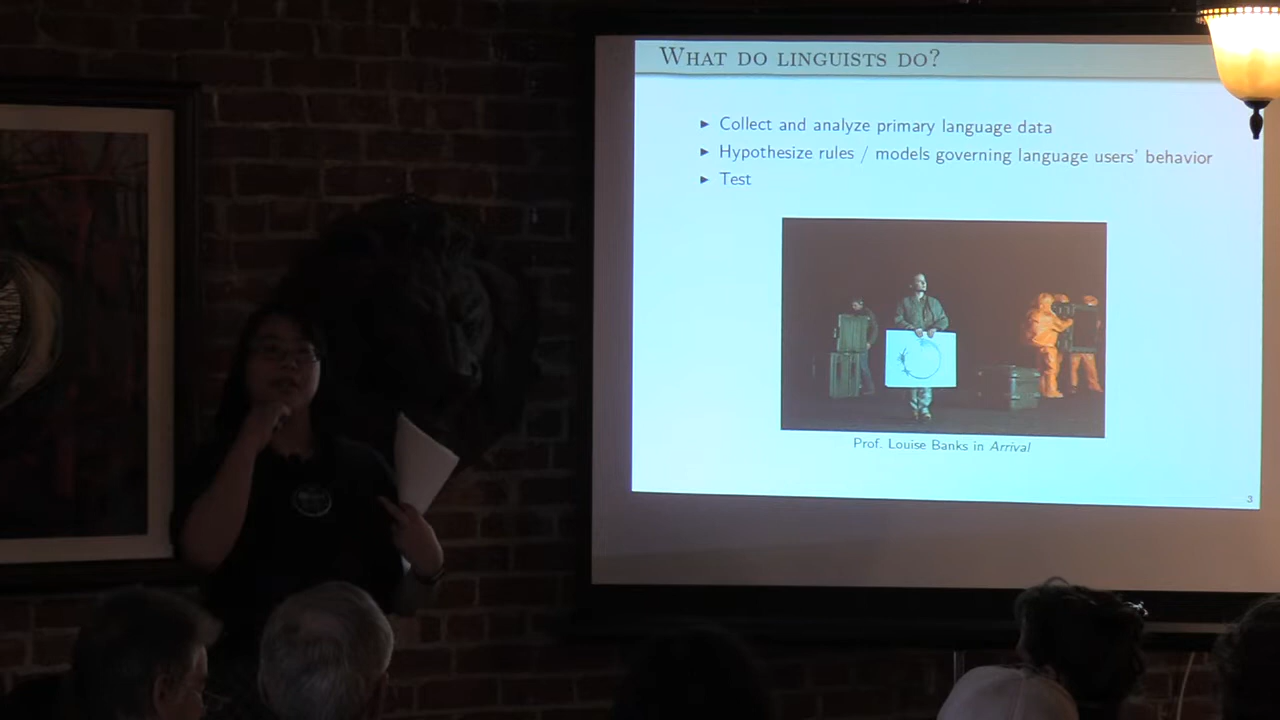 WHAT DO LINGUISTS DO?
▶ Collect and analyze primary language data
▶ Hypothesize rules / models governing language users' behavior
▶ Test
Prof. Louise Banks in Arrival
3